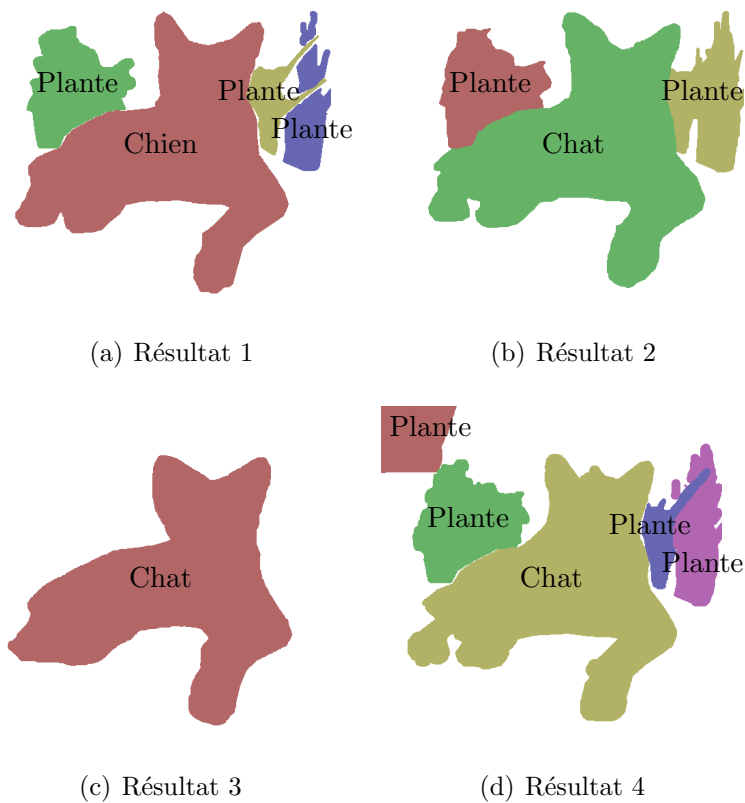 Plante
Plante
Chien
Plante
(a) Résultat 1
Plante
Plante
Chat
(b) Résultat 2
Chat
(c) Résultat 3
Plante
Plante
Plante
Plante
Chat
(d) Résultat 4